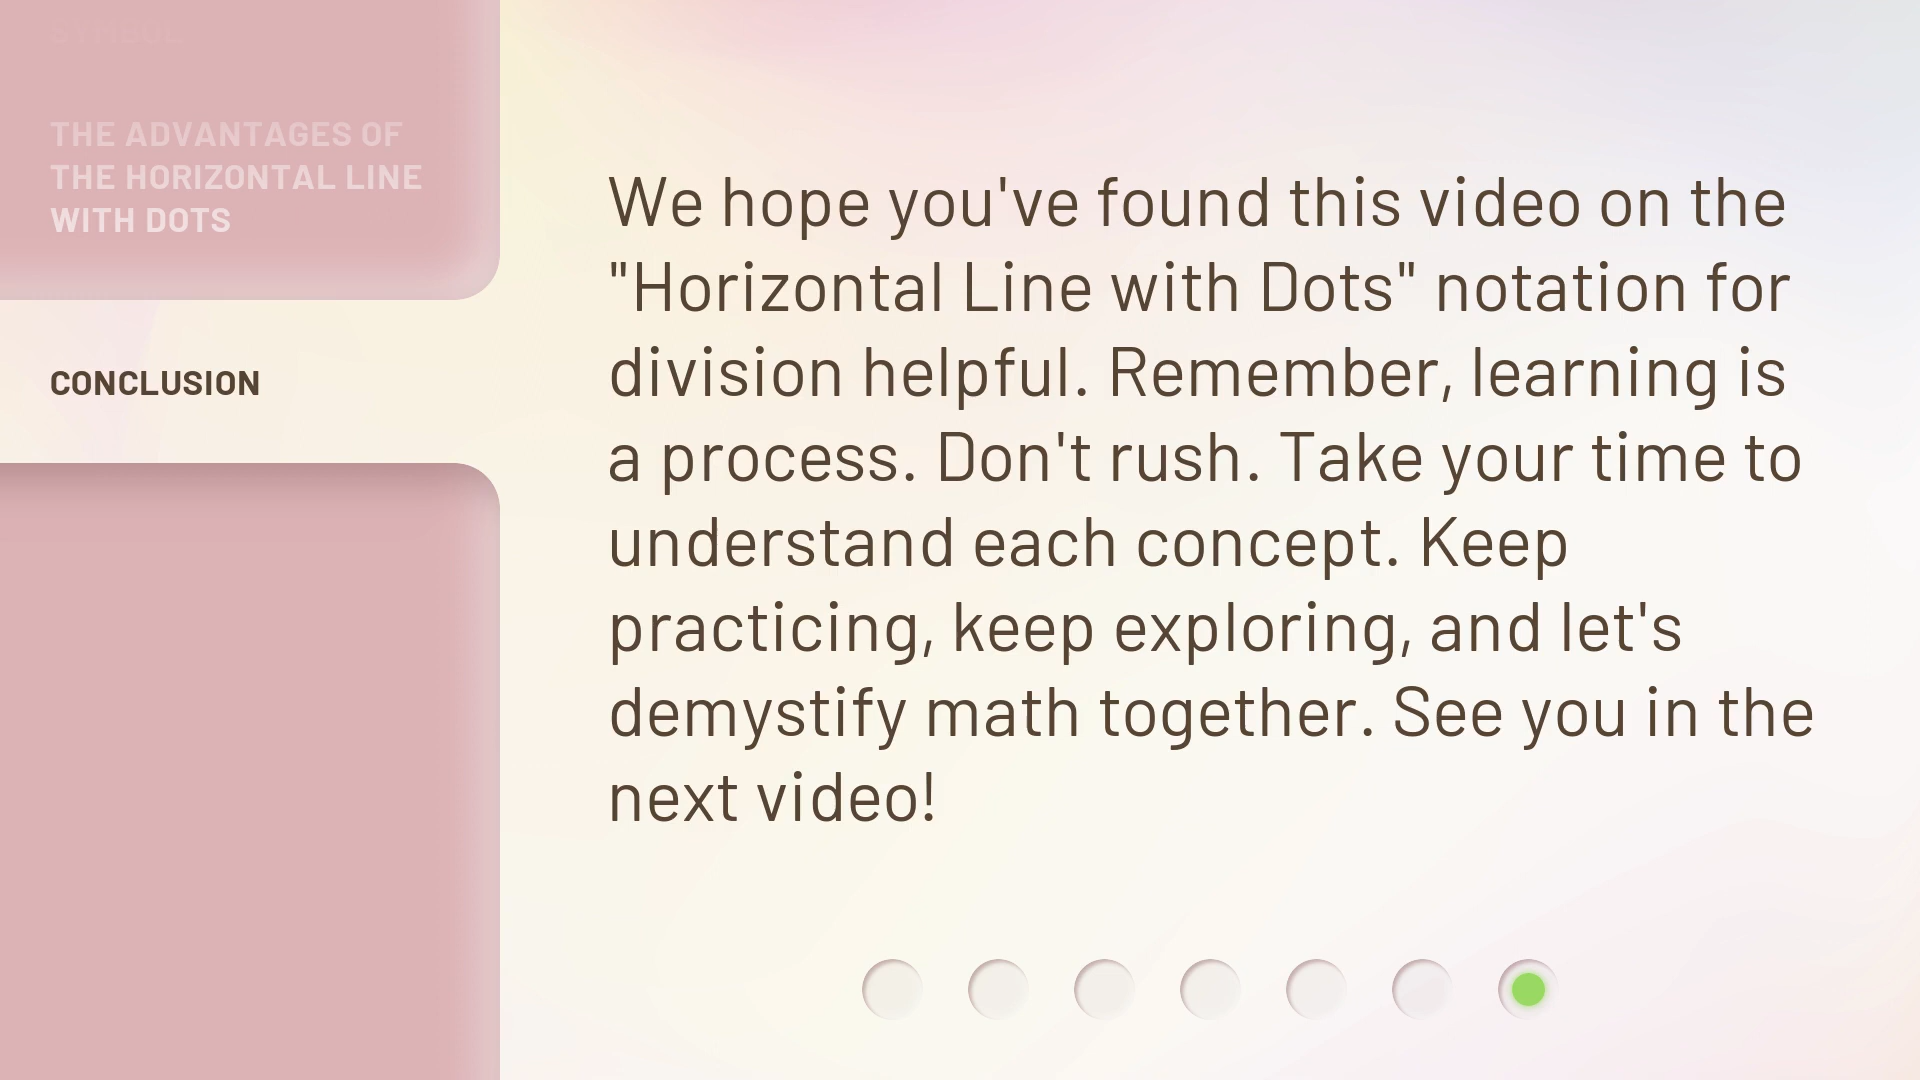 SYMBOL
THE ADVANTAGES OF
THE HORIZONTAL LINE
WITH DOTS
CONCLUSION
We hope you've found this video on the
"Horizontal Line with Dots" notation for
division helpful. Remember, learning is
a process. Don't rush. Take your time to
understand each concept. Keep
practicing, keep exploring, and let's
demystify math together. See you in the
next video!